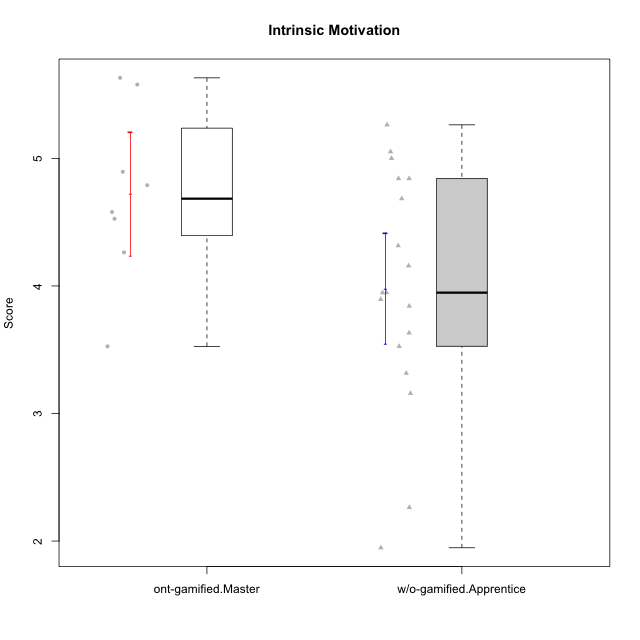 Intrinsic Motivation
5
4
3
2
Score
ont-gamified.Master
w/o-gamified.Apprentice